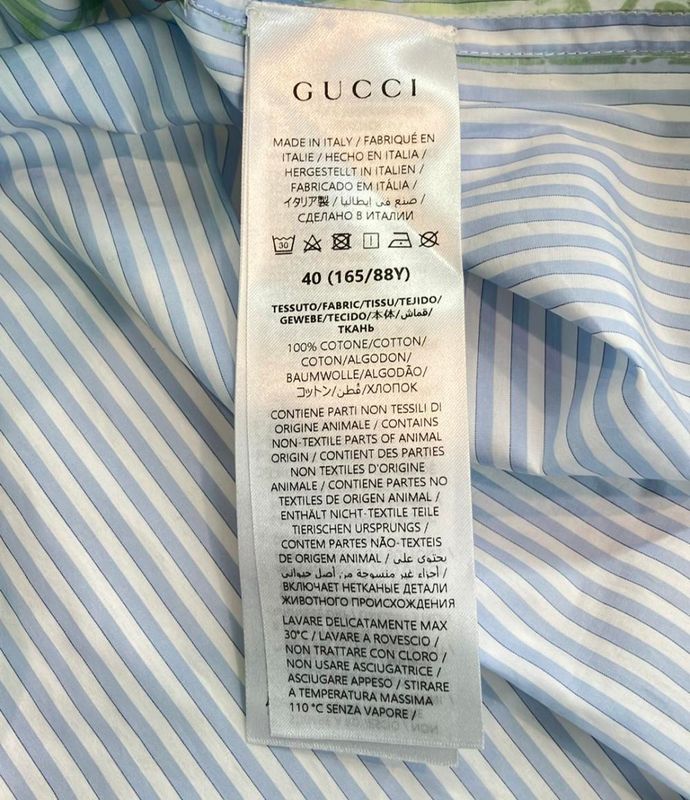 GUCCI
MADE IN ITALY / FABRIQUÉ EN
ITALIE / HECHO EN ITALIA /
HERGESTELLT IN ITALIEN /
FABRICADO EM ITÁLIA /
イタリア製 / صنع في إيطاليا /
СДЕЛАНО В ИТАЛИИ
30
40 (165/88Y)
TESSUTO/FABRIC/TISSU/TEJIDO/
GEWEBE/TECIDO/本体/قماش/
ТКАНЬ
100% COTONE/COTTON/
COTON/ALGODON/
BAUMWOLLE/ALGODÃO/
コットン/قُطن/ХЛОПОК
CONTIENE PARTI NON TESSILI DI
ORIGINE ANIMALE / CONTAINS
NON-TEXTILE PARTS OF ANIMAL
ORIGIN / CONTIENT DES PARTIES
NON TEXTILES D'ORIGINE
ANIMALE / CONTIENE PARTES NO
TEXTILES DE ORIGEN ANIMAL /
ENTHÄLT NICHT-TEXTILE TEILE
TIERISCHEN URSPRUNGS /
CONTEM PARTES NÃO-TEXTEIS
DE ORIGEM ANIMAL / يحتوى على
أجزاء غير منسوجة من أصل حيواني /
ВКЛЮЧАЕТ НЕТКАНЫЕ ДЕТАЛИ
ЖИВОТНОГО ПРОИСХОЖДЕНИЯ
LAVARE DELICATAMENTE MAX
30°C / LAVARE A ROVESCIO /
NON TRATTARE CON CLORO /
NON USARE ASCIUGATRICE /
ASCIUGARE APPESO / STIRARE
A TEMPERATURA MASSIMA
110 °C SENZA VAPORE /